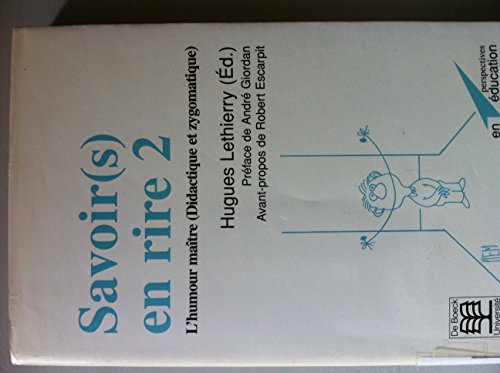 Savoir(s)
en rire 2
L'humour maître (Didactique et zygomatique)
Hugues Lethierry (Éd.)
Préface de André Giordan
Avant-propos de Robert Escarpit
perspectives
en éducation
PIEM
De Boeck
Université